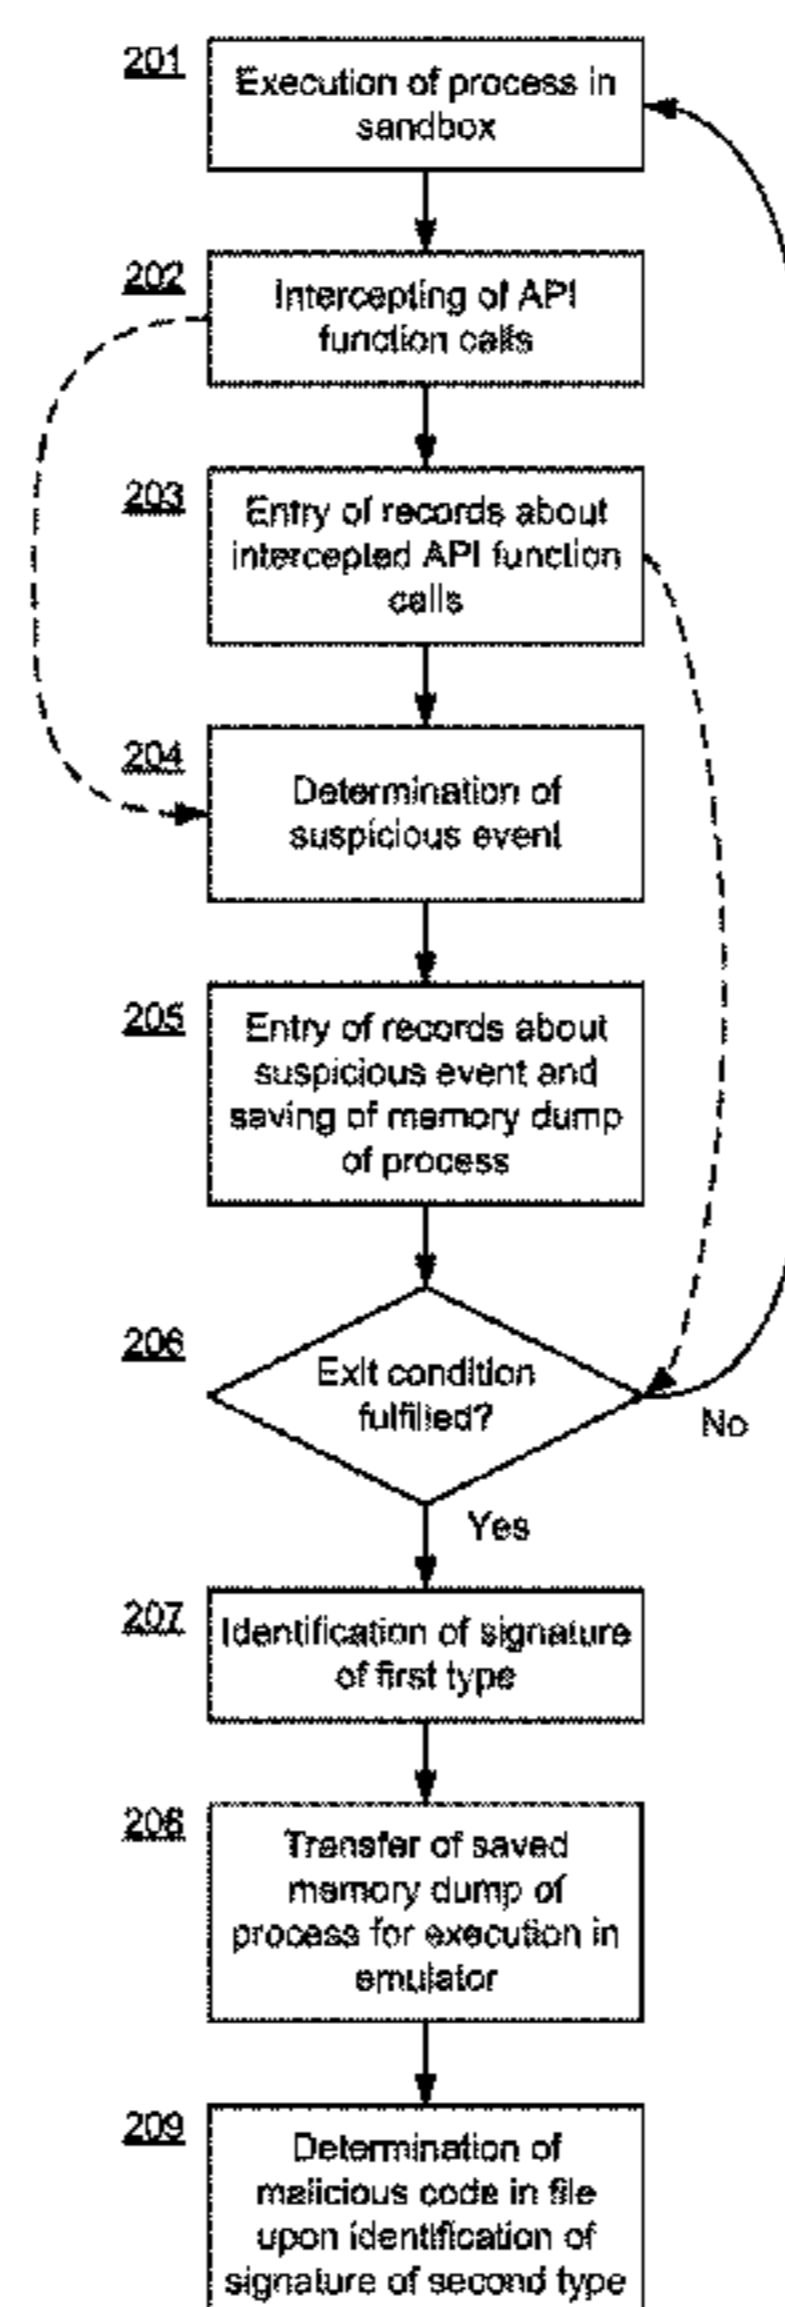 201
Execution of process in
sandbox
202
Intercepting of API
function calls
203
Entry of records about
intercepted API function
calls
204
Determination of
suspicious event
205
Entry of records about
suspicious event and
saving of memory dump
of process
206
Exit condition
fulfilled?
No
Yes
207
Identification of signature
of first type
208
Transfer of saved
memory dump of
process for execution in
emulator
209
Determination of
malicious code in file
upon identification of
signature of second type